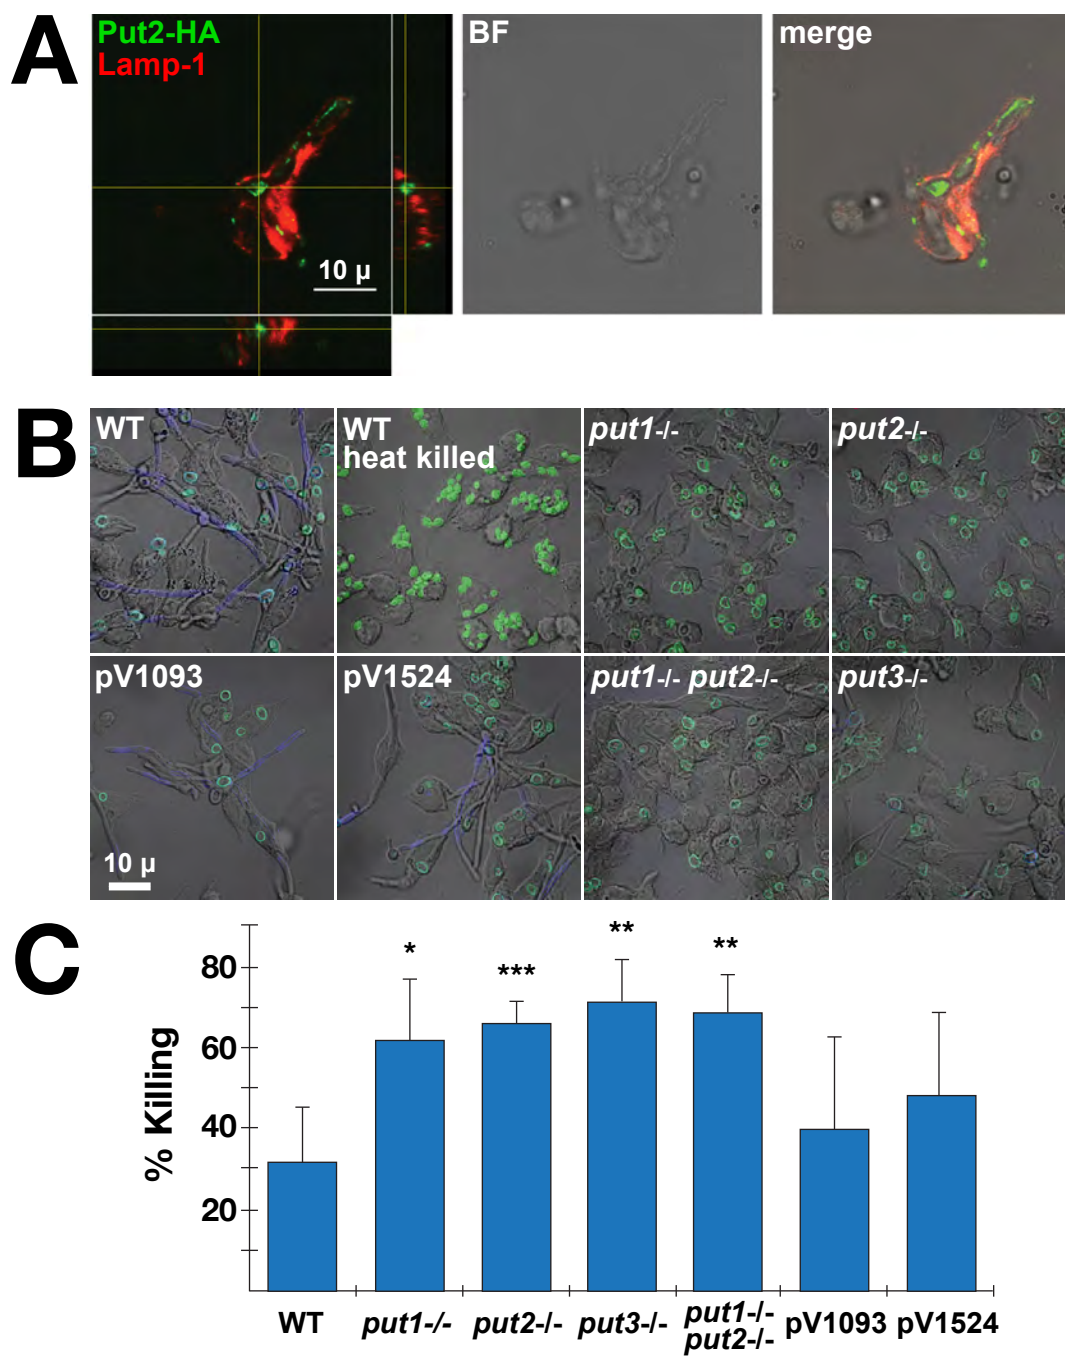 A
Put2-HA
Lamp-1
10 µ
BF
merge
B
WT
WT
heat killed
put1-/-
put2-/-
pV1093
10 µ
pV1524
put1-/- put2-/-
put3-/-
C
% Killing
80
60
40
20
*
***
**
**
WT
put1-/-
put2-/-
put3-/-
put1-/-
put2-/-
pV1093
pV1524